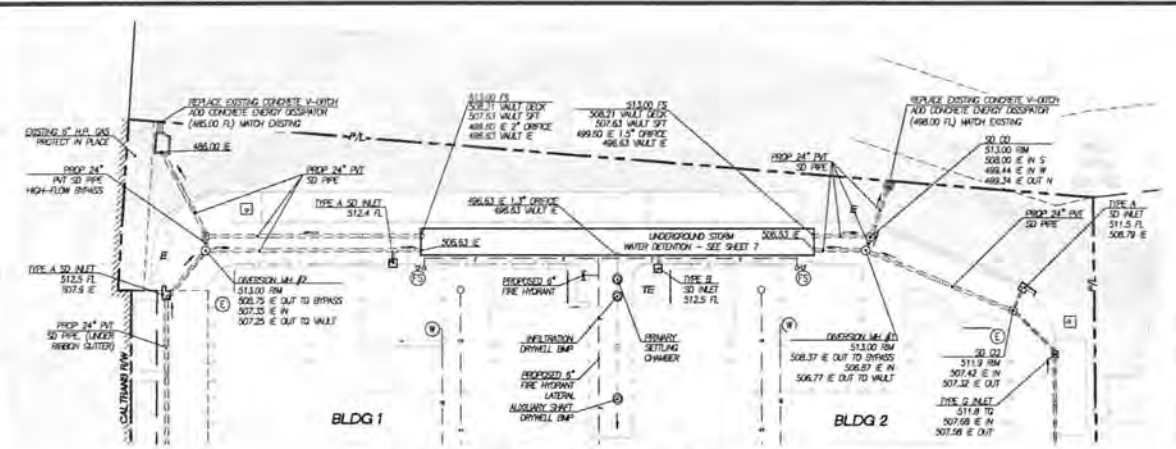 REPLACE EXISTING CONCRETE V-DITCH
ADD CONCRETE ENERGY DISSIPATOR
(485.00 FL) MATCH EXISTING
EXISTING 6" H.P. GAS
PROTECT IN PLACE
486.00 IE
PROP 24" PVT
PVT SD PIPE
HIGH-FLOW BYPASS
PROP 24" PVT
SD PIPE
TYPE A SD INLET
512.4 FL
P/L
513.00 FS
508.21 VAULT DECK
507.63 VAULT SFT
496.63 VAULT IE
513.00 FS
508.21 VAULT DECK
507.63 VAULT SFT
499.50 IE 1.5" ORIFICE
496.63 VAULT IE
496.63 IE 1.3" ORIFICE
496.63 VAULT IE
REPLACE EXISTING CONCRETE V-DITCH
ADD CONCRETE ENERGY DISSIPATOR
(498.00 FL) MATCH EXISTING
SD CO
513.00 RIM
508.00 IE IN S
499.44 IE IN W
499.34 IE OUT N
PROP 24" PVT
SD PIPE
PROP 24" PVT
SD PIPE
TYPE A
SD INLET
511.5 FL
508.79 IE
P/L
506.63 IE
UNDERGROUND STORM
WATER DETENTION - SEE SHEET 7
506.63 IE
TYPE A SD INLET
512.5 FL
507.9 IE
E
DIVERSION MH #2
513.00 RIM
508.75 IE OUT TO BYPASS
507.35 IE IN
507.25 IE OUT TO VAULT
E
FS
PROPOSED 6"
FIRE HYDRANT
TYPE B
SD INLET
512.5 FL
FS
PROP 24" PVT
SD PIPE, (UNDER
RIBBON GUTTER)
CALTRANS R/W
W
INFILTRATION
DRYWELL BMP
PRIMARY
SETTLING
CHAMBER
PROPOSED 6"
FIRE HYDRANT
LATERAL
AUXILIARY SHAFT
DRYWELL BMP
W
DIVERSION MH #1
513.00 RIM
508.37 IE OUT TO BYPASS
506.87 IE IN
506.77 IE OUT TO VAULT
E
SD CO
511.9 RIM
507.42 IE IN
507.32 IE OUT
TYPE G INLET
511.8 TG
507.68 IE IN
507.58 IE OUT
BLDG 1
BLDG 2